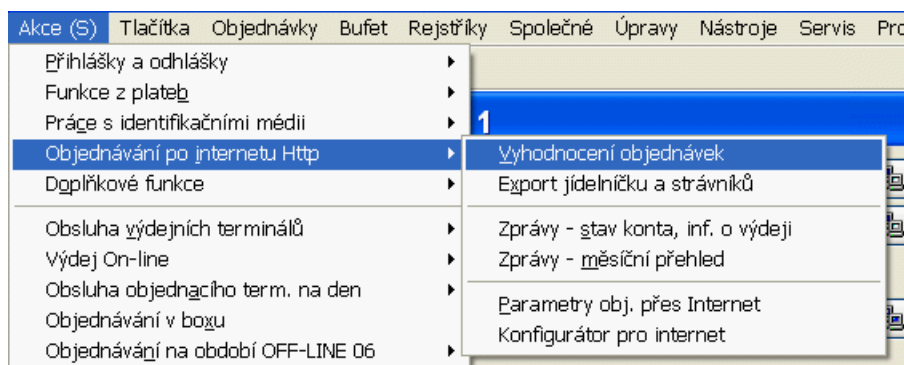 Akce (S) Tlačítka Objednávky Bufet Rejstříky Společné Úpravy Nástroje Servis
Přihlášky a odhlášky
Funkce z plateb
Práce s identifikačními médii
1
Objednávání po internetu Http
Vyhodnocení objednávek
Doplňkové funkce
Export jídelníčku a strávníků
Obsluha výdejních terminálů
Zprávy - stav konta, inf. o výdeji
Výdej On-line
Zprávy - měsíční přehled
Obsluha objednacího term. na den
Parametry obj. přes Internet
Objednávání v boxu
Konfigurátor pro internet
Objednávání na období OFF-LINE 06